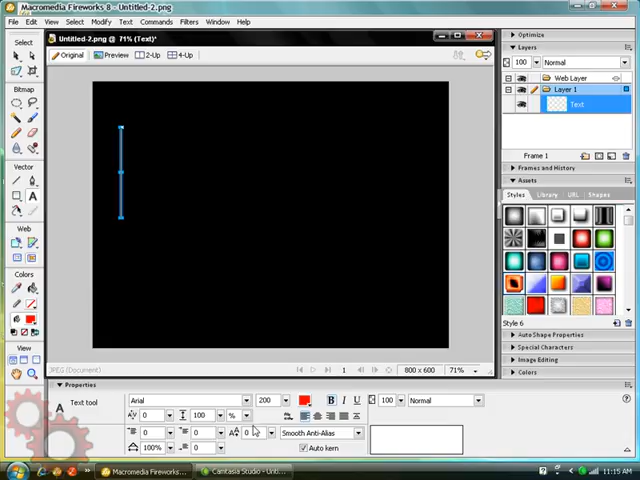 Macromedia Fireworks 8 - Untitled-2.png
File Edit View Select Modify Text Commands Filters Window Help
Select
Bitmap
Vector
Web
Colors
View
Untitled-2.png @ 71% (Text)*
Original Preview 2-Up 4-Up
JPEG (Document)
1 800 x 600 71%
Optimize
Layers
100 Normal
Web Layer
Layer 1
Text
Frame 1
Frames and History
Assets
Styles Library URL Shapes
Style 6
Auto Shape Properties
Special Characters
Image Editing
Color Palette
Properties
Text tool
Arial 200 B I U 100 Normal
0 100 %
0 0 0 Smooth Anti-Alias
100% 0 Auto kern
Macromedia Firewor... Camtasia Studio - Unti... 11:15 AM